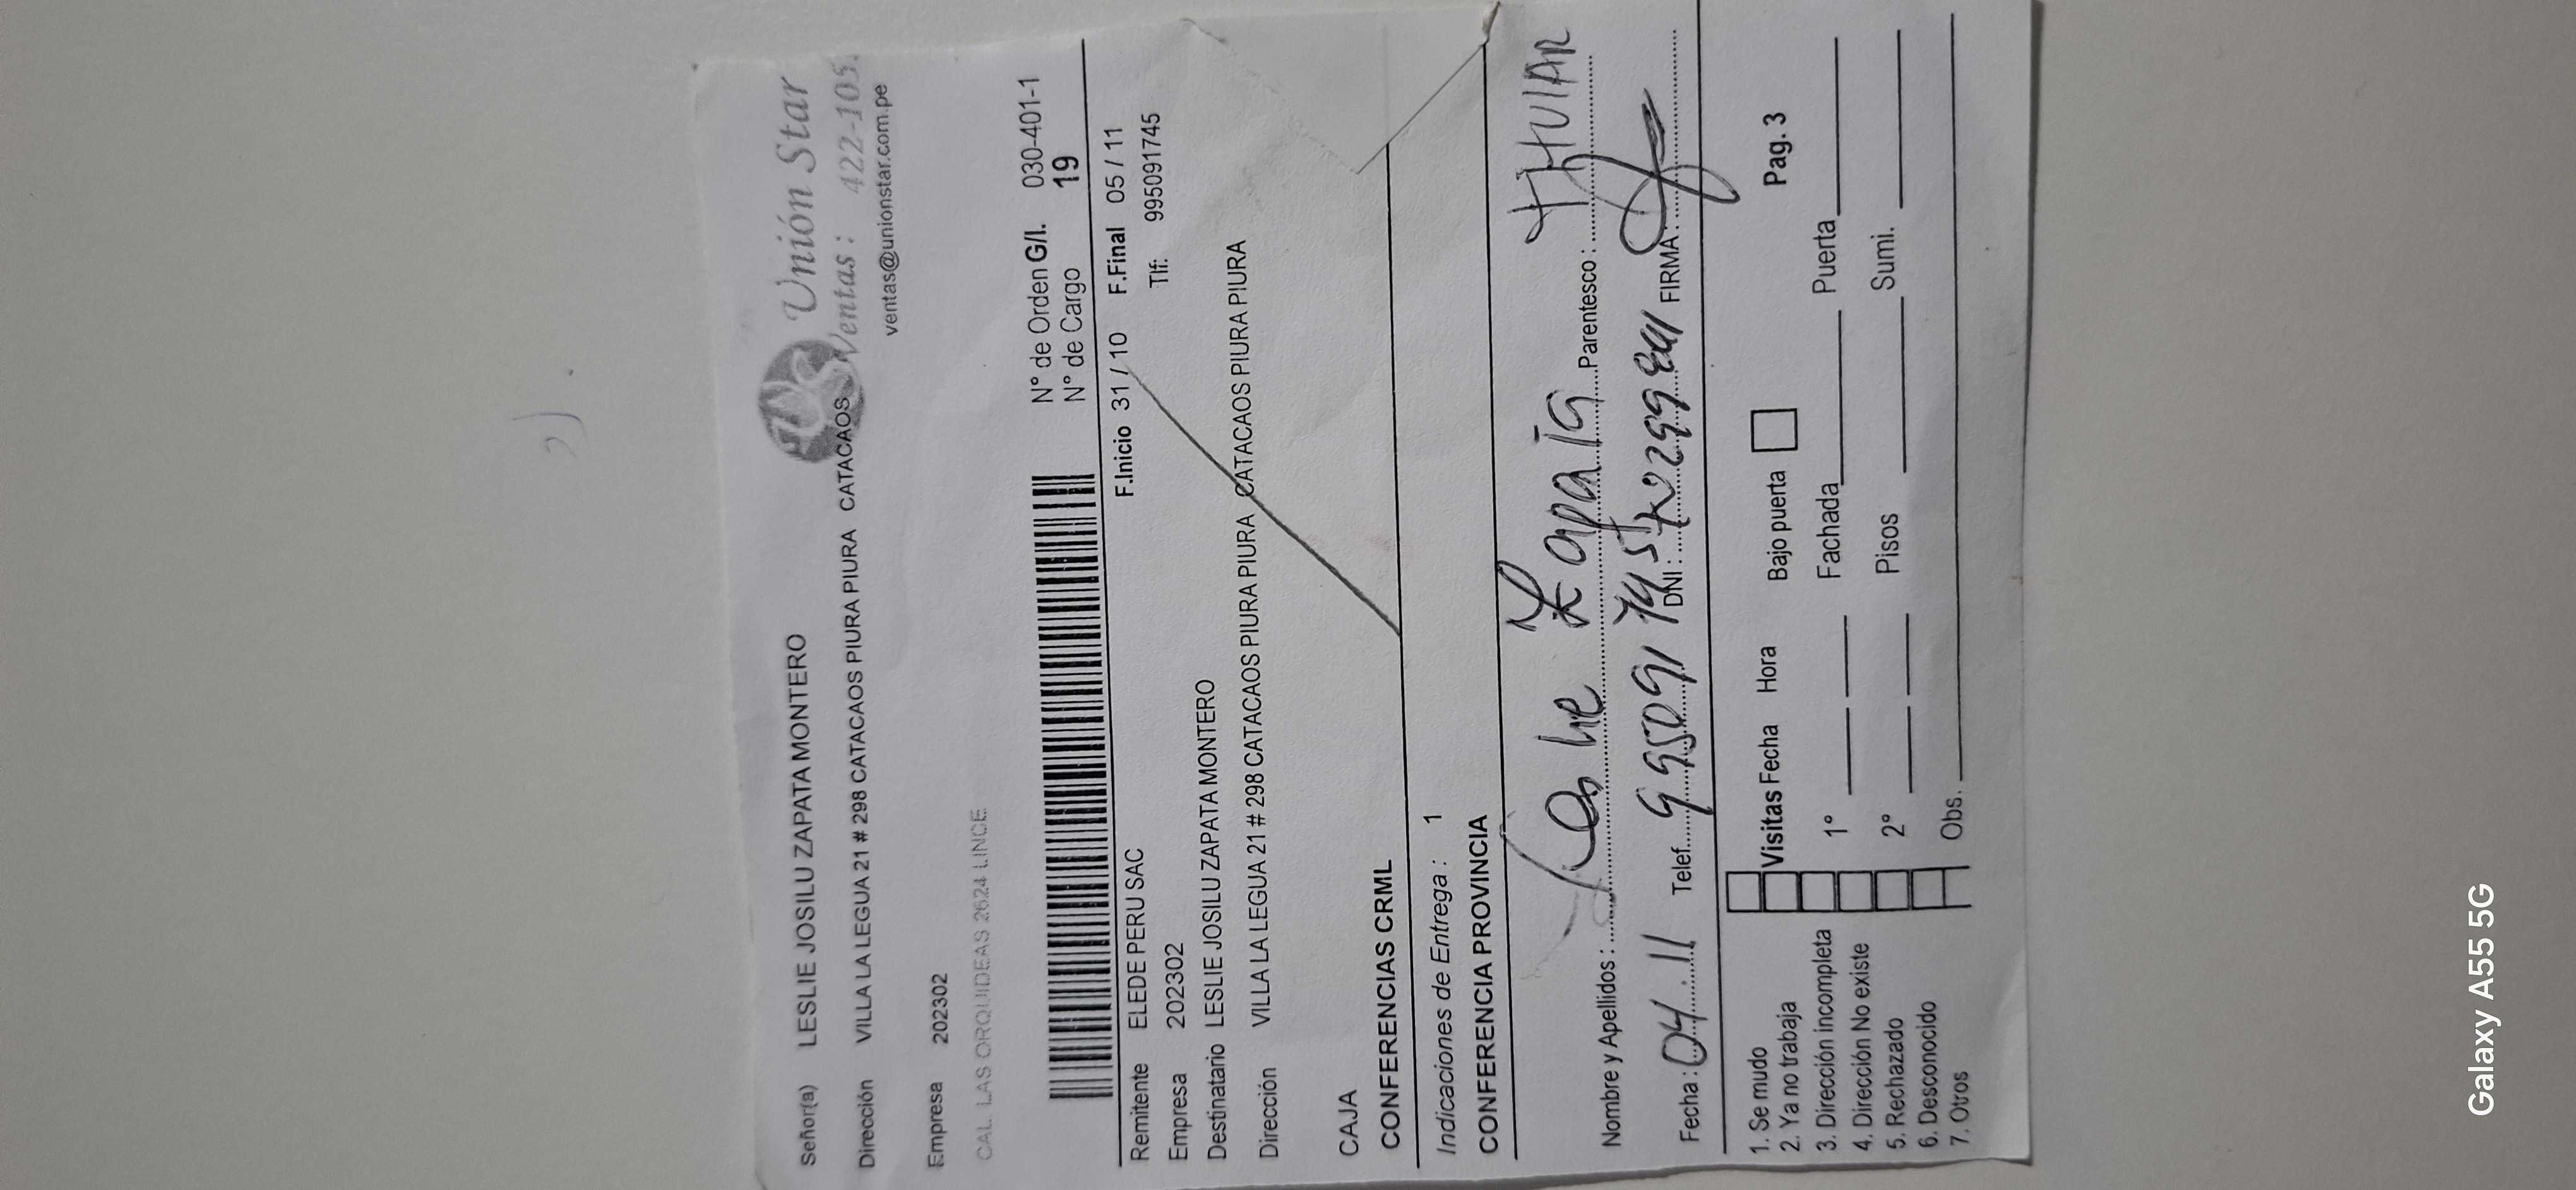 Unión Star
Ventas: 422-105
ventas@unionstar.com.pe
Señor(a) LESLIE JOSILU ZAPATA MONTERO
Dirección VILLA LA LEGUA 21 # 298 CATACAOS PIURA PIURA CATACAOS
Empresa 202302
CAL. LAS ORQUIDEAS 2624 LINCE
N° de Orden G/I. 030-401-1
N° de Cargo 19
F.Inicio 31 / 10 F.Final 05 / 11
Remitente ELEDE PERU SAC Tlf: 995091745
Empresa 202302
Destinatario LESLIE JOSILU ZAPATA MONTERO
Dirección VILLA LA LEGUA 21 # 298 CATACAOS PIURA PIURA CATACAOS PIURA PIURA
CAJA
CONFERENCIAS CRML
Indicaciones de Entrega : 1
CONFERENCIA PROVINCIA
Nombre y Apellidos : Zapata Parentesco :
Fecha : 04.11 Telef. 995091745 DNI : FIRMA:
1. Se mudo
2. Ya no trabaja
3. Dirección incompleta
4. Dirección No existe
5. Rechazado
6. Desconocido
7. Otros
Visitas Fecha Hora Bajo puerta Pag. 3
1° Fachada Puerta
2° Pisos Sumi.
Obs.
Galaxy A55 5G